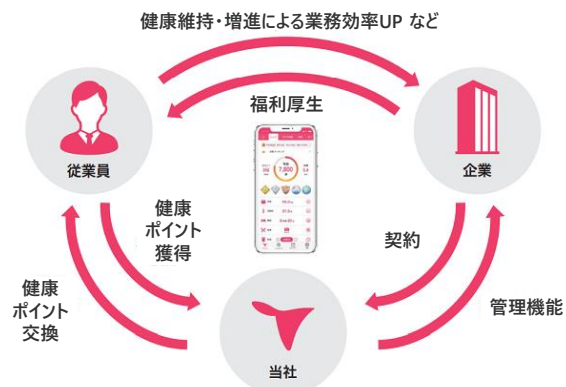 健康維持・増進による業務効率UP など
福利厚生
従業員
企業
7,800
健康
ポイント
獲得
契約
健康
ポイント
交換
管理機能
当社